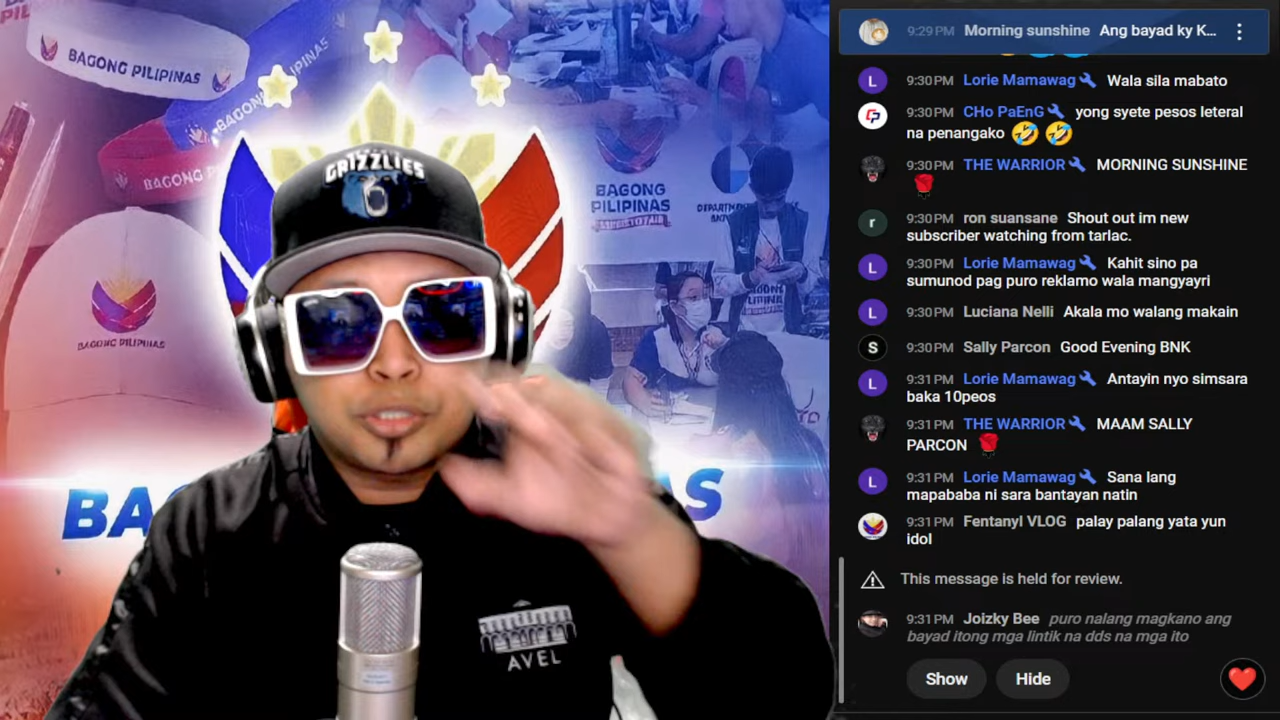 BAGONG PILIPINAS
BAGONG PILIPINAS
BAGONG PILIPINAS
GRIZZLIES
BAGONG
PILIPINAS
AVEL
9:29 PM Morning sunshine Ang bayad ky K...
9:30 PM Lorie Mamawag Wala sila mabato
9:30 PM CHo PaEnG yong syete pesos leteral
na penangako 🤣 🤣
9:30 PM THE WARRIOR MORNING SUNSHINE
🌹
9:30 PM ron suansane Shout out im new
subscriber watching from tarlac.
9:30 PM Lorie Mamawag Kahit sino pa
sumunod pag puro reklamo wala mangyayri
9:30 PM Luciana Nelli Akala mo walang makain
9:30 PM Sally Parcon Good Evening BNK
9:31 PM Lorie Mamawag Antayin nyo simsara
baka 10peos
9:31 PM THE WARRIOR MAAM SALLY
PARCON 🌹
9:31 PM Lorie Mamawag Sana lang
mapababa ni sara bantayan natin
9:31 PM Fentanyl VLOG palay palang yata yun
idol
This message is held for review.
9:31 PM Joizky Bee puro nalang magkano ang
bayad itong mga lintik na dds na mga ito
Show Hide